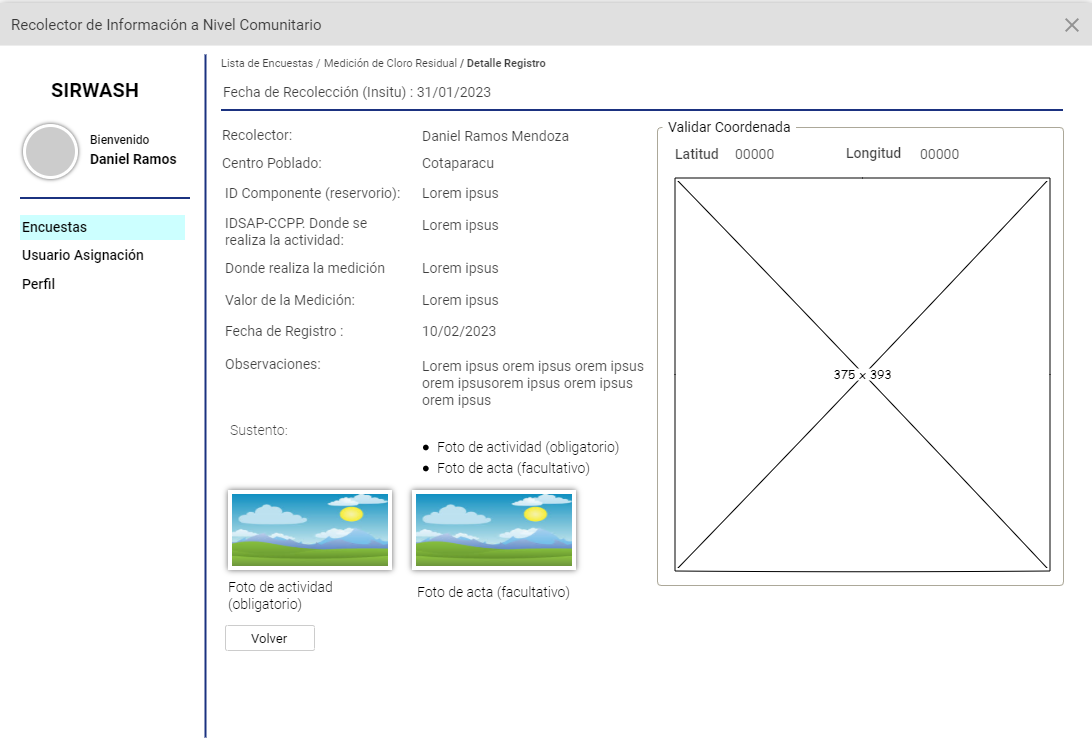 Recolector de Información a Nivel Comunitario
SIRWASH
Bienvenido
Daniel Ramos
Encuestas
Usuario Asignación
Perfil
Lista de Encuestas / Medición de Cloro Residual / Detalle Registro
Fecha de Recolección (Insitu) : 31/01/2023
Recolector: Daniel Ramos Mendoza
Centro Poblado: Cotaparacu
ID Componente (reservorio): Lorem ipsus
IDSAP-CCPP. Donde se
realiza la actividad:
Lorem ipsus
Donde realiza la medición Lorem ipsus
Valor de la Medición: Lorem ipsus
Fecha de Registro : 10/02/2023
Observaciones:
Lorem ipsus orem ipsus orem ipsus
orem ipsusorem ipsus orem ipsus
orem ipsus
Sustento:
• Foto de actividad (obligatorio)
• Foto de acta (facultativo)
Foto de actividad
(obligatorio)
Foto de acta (facultativo)
Volver
Validar Coordenada
Latitud 00000 Longitud 00000
375 × 393